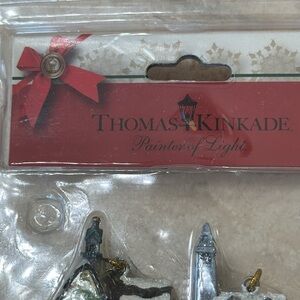 THOMAS KINKADE
Painter of Light